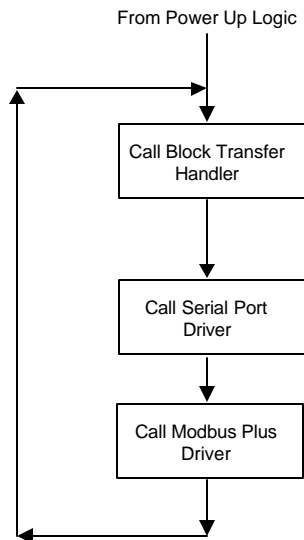 From Power Up Logic
Call Block Transfer
Handler
Call Serial Port
Driver
Call Modbus Plus
Driver